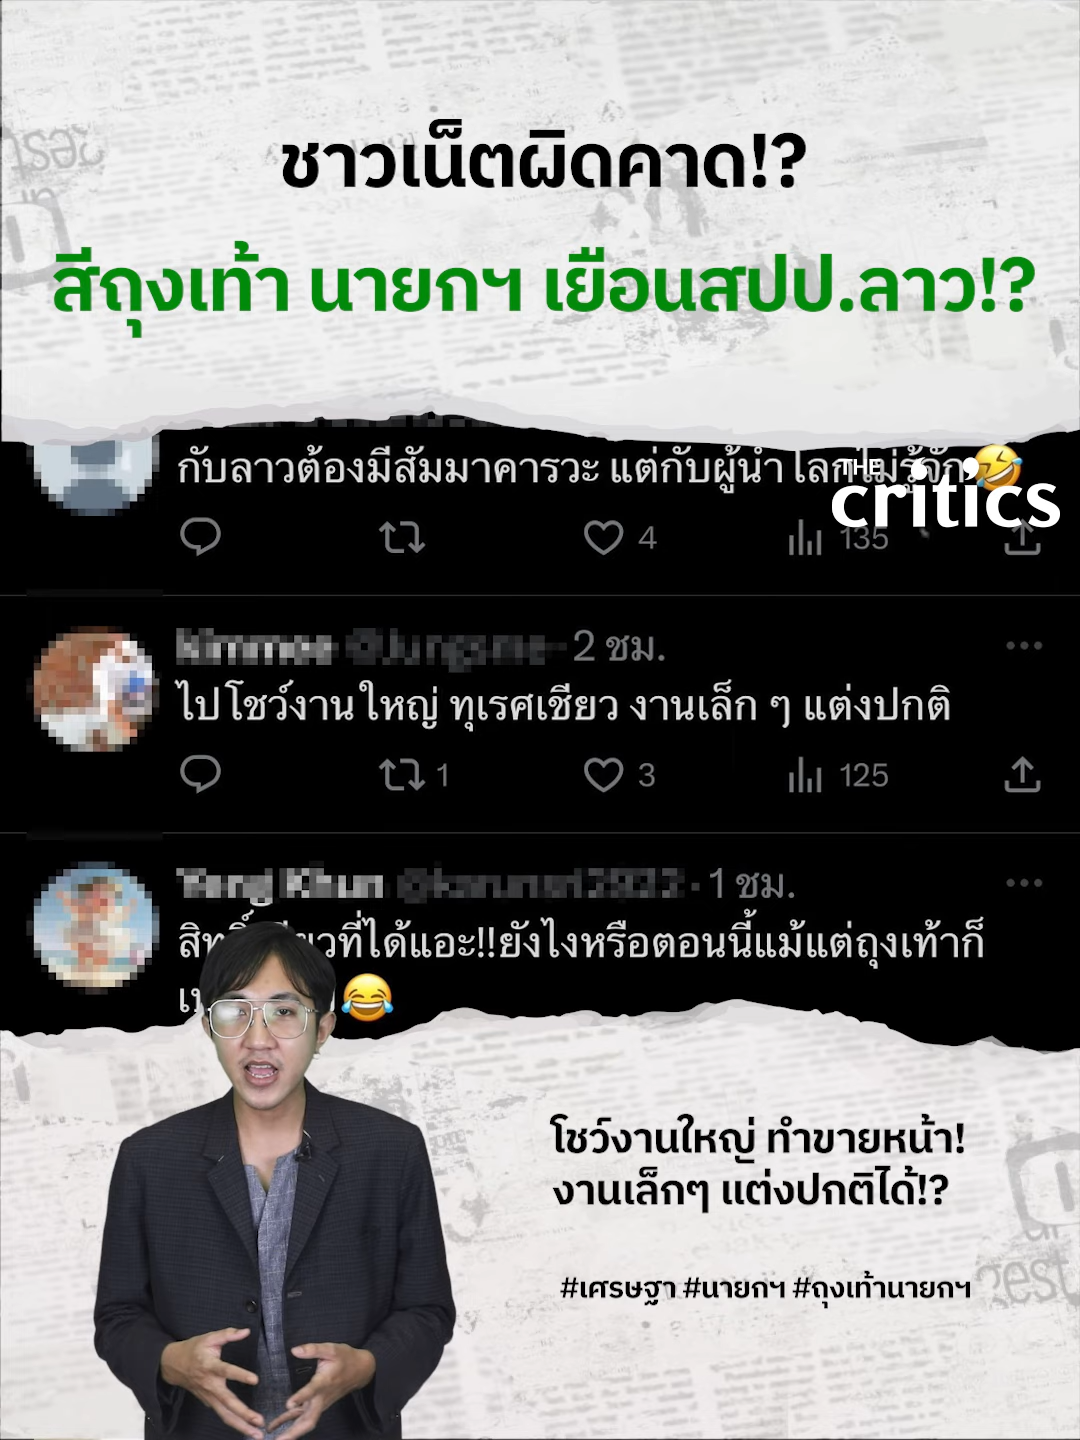 ชาวเน็ตผิดคาด!?
สีถุงเท้า นายกฯ เยือนสปป.ลาว!?
กับลาวต้องมีสัมมาคารวะ แต่กับผู้นำโลกไม่รู้จัก🤣
THE
critics
4
135
2 ชม.
ไปโชว์งานใหญ่ ทุเรศเชียว งานเล็ก ๆ แต่งปกติ
1
3
125
1 ชม.
ที่ได้แอะ!!ยังไงหรือตอนนี้แม้แต่ถุงเท้าก็
😂
โชว์งานใหญ่ ทำขายหน้า!
งานเล็กๆ แต่งปกติได้!?
#เศรษฐา #นายกฯ #ถุงเท้านายกฯ